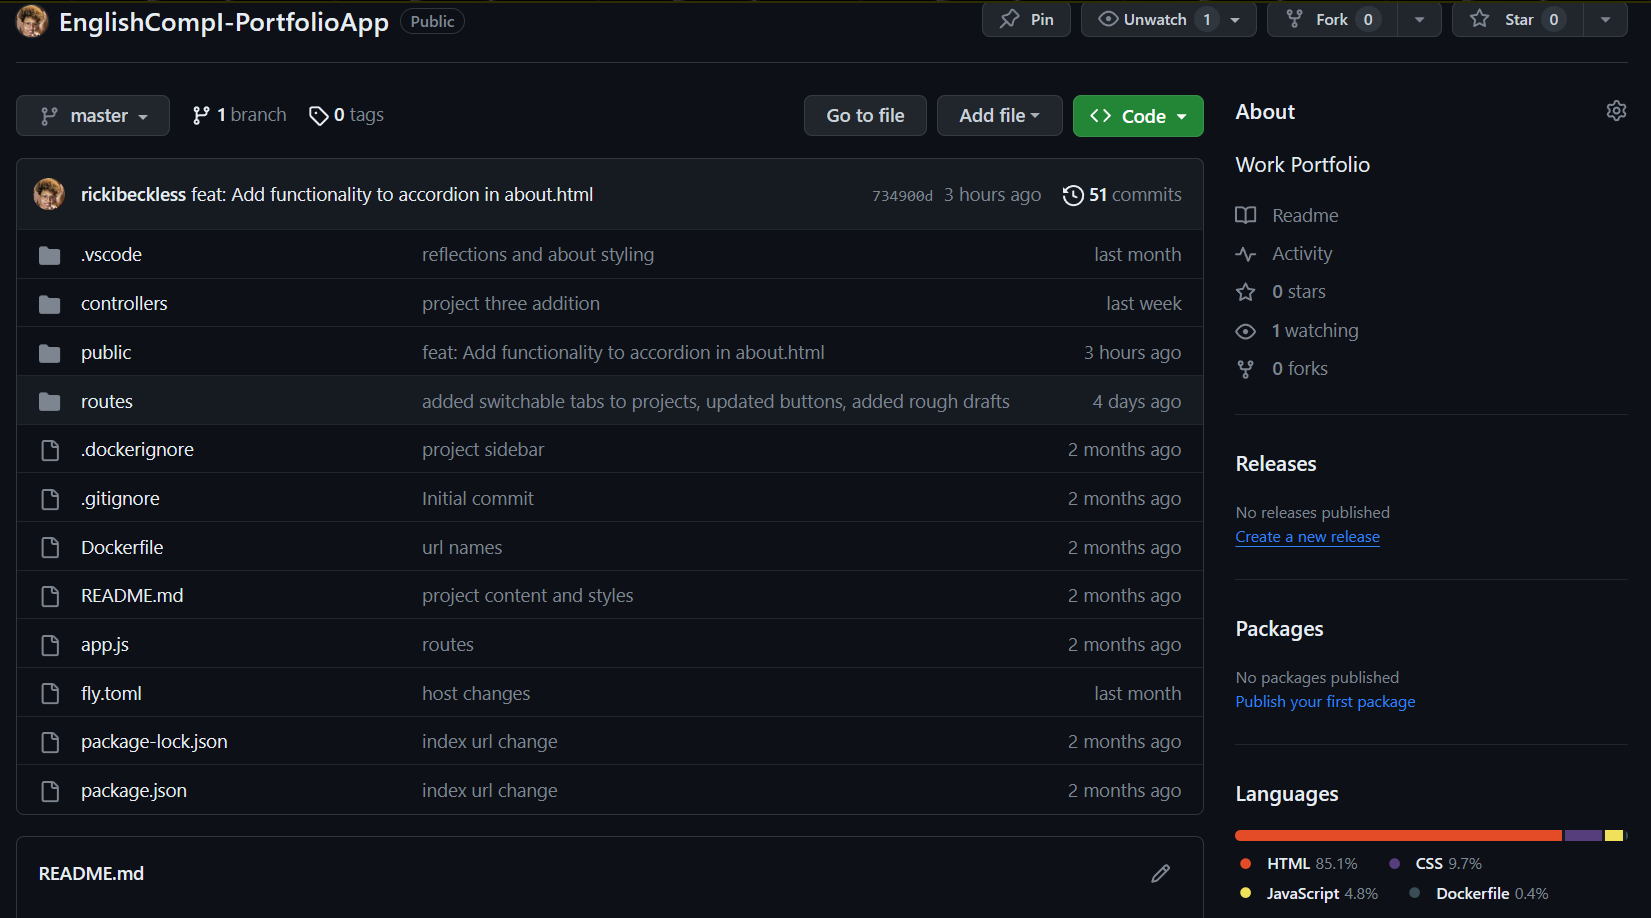 EnglishCompI-PortfolioApp Public Pin Unwatch 1 Fork 0 Star 0
master 1 branch 0 tags Go to file Add file Code
rickibeckless feat: Add functionality to accordion in about.html 734900d 3 hours ago 51 commits
.vscode reflections and about styling last month
controllers project three addition last week
public feat: Add functionality to accordion in about.html 3 hours ago
routes added switchable tabs to projects, updated buttons, added rough drafts 4 days ago
.dockerignore project sidebar 2 months ago
.gitignore Initial commit 2 months ago
Dockerfile url names 2 months ago
README.md project content and styles 2 months ago
app.js routes 2 months ago
fly.toml host changes last month
package-lock.json index url change 2 months ago
package.json index url change 2 months ago
README.md
About
Work Portfolio
Readme
Activity
0 stars
1 watching
0 forks
Releases
No releases published
Create a new release
Packages
No packages published
Publish your first package
Languages
HTML 85.1% CSS 9.7%
JavaScript 4.8% Dockerfile 0.4%